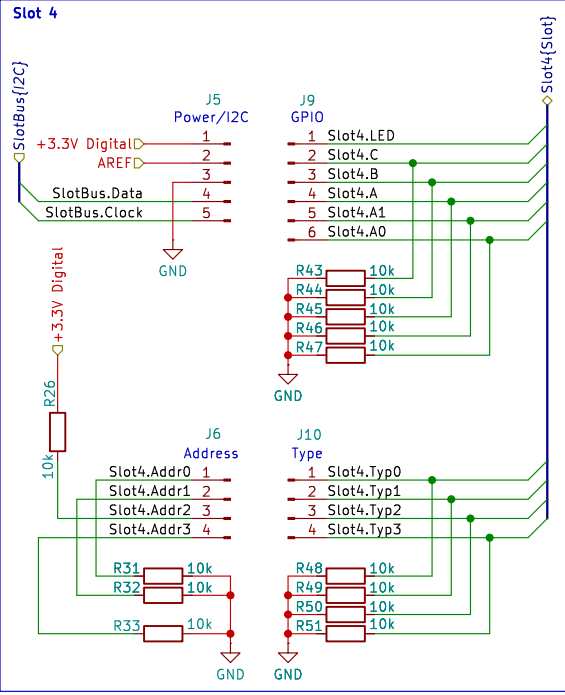 Slot 4
SlotBus{I2C}
Slot4{Slot}
J5
Power/I2C
+3.3V Digital
1
AREF
2
3
SlotBus.Data
4
SlotBus.Clock
5
GND
J9
GPIO
1 Slot4.LED
2 Slot4.C
3 Slot4.B
4 Slot4.A
5 Slot4.A1
6 Slot4.A0
R43 10k
R44 10k
R45 10k
R46 10k
R47 10k
GND
+3.3V Digital
R26
10k
J6
Address
Slot4.Addr0 1
Slot4.Addr1 2
Slot4.Addr2 3
Slot4.Addr3 4
R31 10k
R32 10k
R33 10k
GND
J10
Type
1 Slot4.Typ0
2 Slot4.Typ1
3 Slot4.Typ2
4 Slot4.Typ3
R48 10k
R49 10k
R50 10k
R51 10k
GND